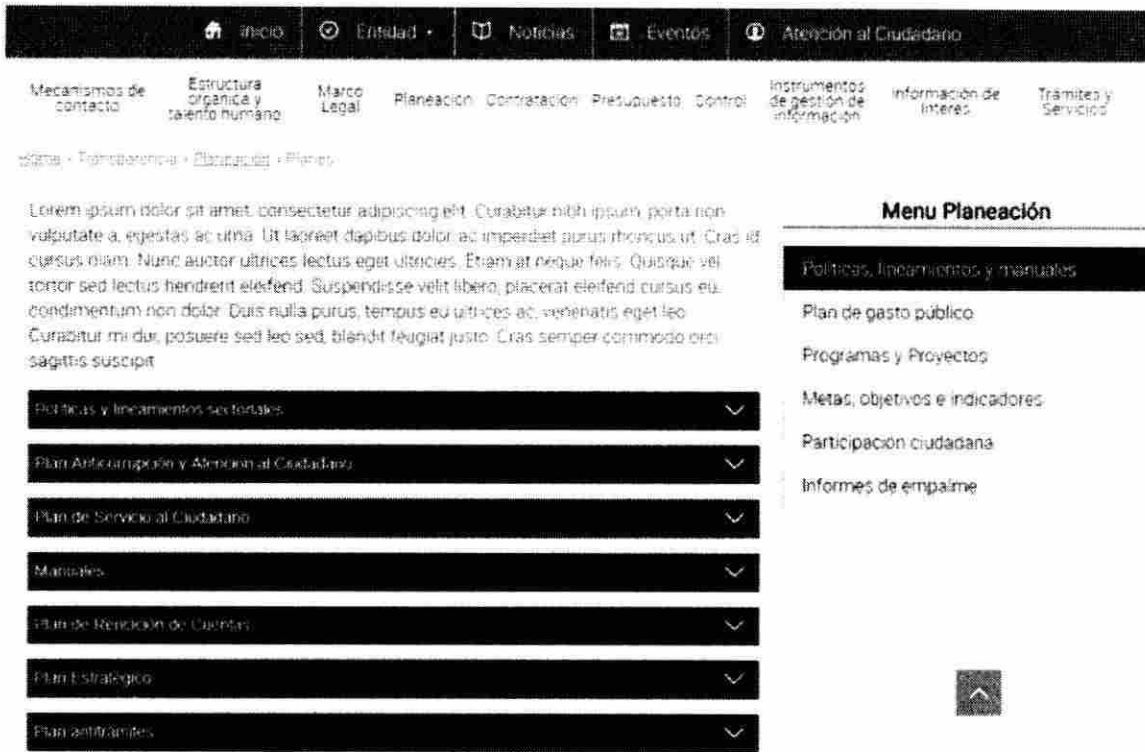 Inicio
Entidad
Noticias
Eventos
Atención al Ciudadano
Mecanismos de
contacto
Estructura
orgánica y
talento humano
Marco
Legal
Planeación
Contratación
Presupuesto
Control
Instrumentos
de gestión de
información
Información de
Interés
Trámites y
Servicios
Home › Transparencia › Planeación › Planes
Lorem ipsum dolor sit amet, consectetur adipiscing elit. Curabitur nibh ipsum, porta non
vulputate a, egestas ac urna. Ut laoreet dapibus dolor, ac imperdiet purus rhoncus ut. Cras id
cursus diam. Nunc auctor ultrices lectus eget ultricies. Etiam at neque felis. Quisque vel
tortor sed lectus hendrerit eleifend. Suspendisse velit libero, placerat eleifend cursus eu,
condimentum non dolor. Duis nulla purus, tempus eu ultrices ac, venenatis eget leo.
Curabitur mi dui, posuere sed leo sed, blandit feugiat justo. Cras semper commodo orci
sagittis suscipit
Políticas y lineamientos sectoriales
Plan Anticorrupción y Atención al Ciudadano
Plan de Servicio al Ciudadano
Manuales
Plan de Rendición de Cuentas
Plan Estratégico
Plan antitrámites
Menu Planeación
Políticas, lineamientos y manuales
Plan de gasto público
Programas y Proyectos
Metas, objetivos e indicadores
Participación ciudadana
Informes de empalme